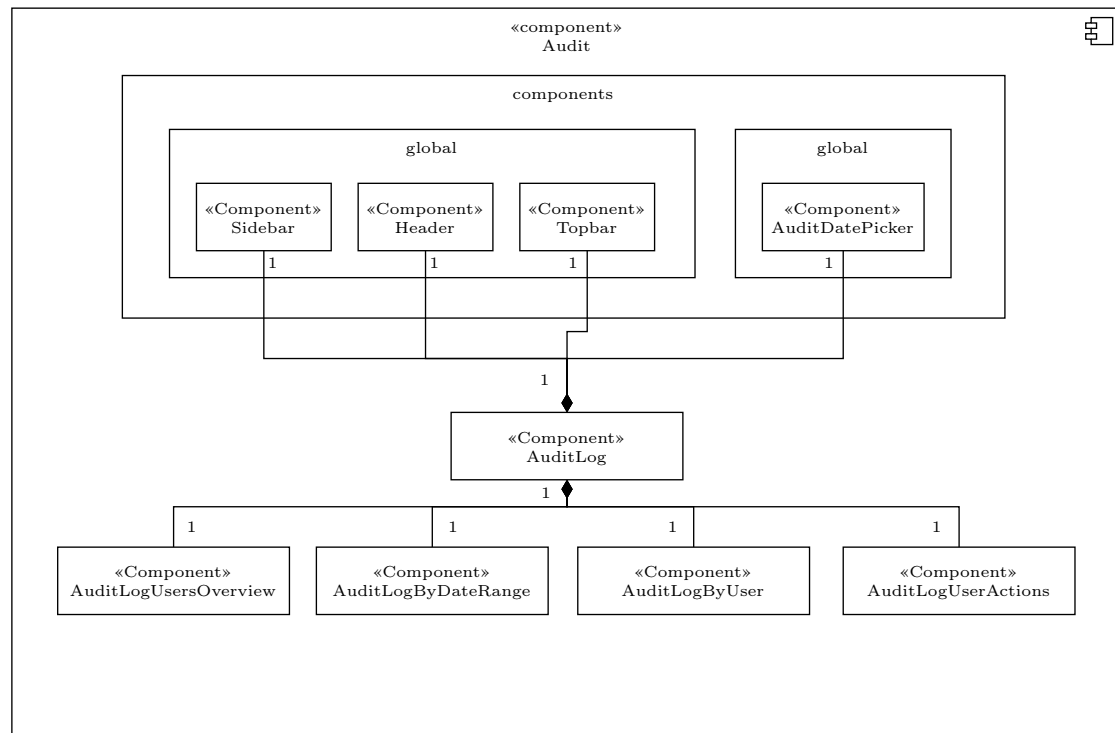 «component»
Audit
components
global
global
«Component»
Sidebar
«Component»
Header
«Component»
Topbar
«Component»
AuditDatePicker
1
1
1
1
1
«Component»
AuditLog
1
1
1
1
1
«Component»
AuditLogUsersOverview
«Component»
AuditLogByDateRange
«Component»
AuditLogByUser
«Component»
AuditLogUserActions